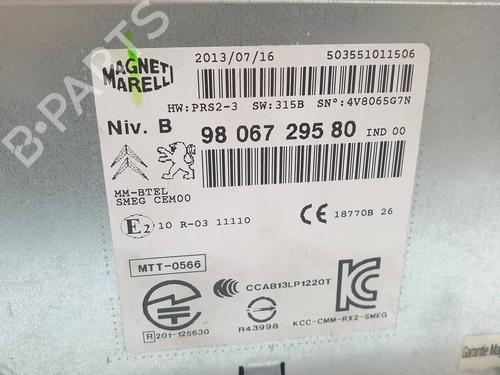 B-PARTS
MAGNETI
MARELLI
2013/07/16 503551011506
HW:PRS2-3 SW:315B SN°:4V8065G7N
Niv. B 98 067 295 80 IND 00
MM-BTEL
SMEG CEM00
E2 10 R-03 11110
CE 18770B 26
MTT-0566
CCAB13LP1220T
R 201-125630
R43998
KCC-CMM-RX2-SMEG
Garantie